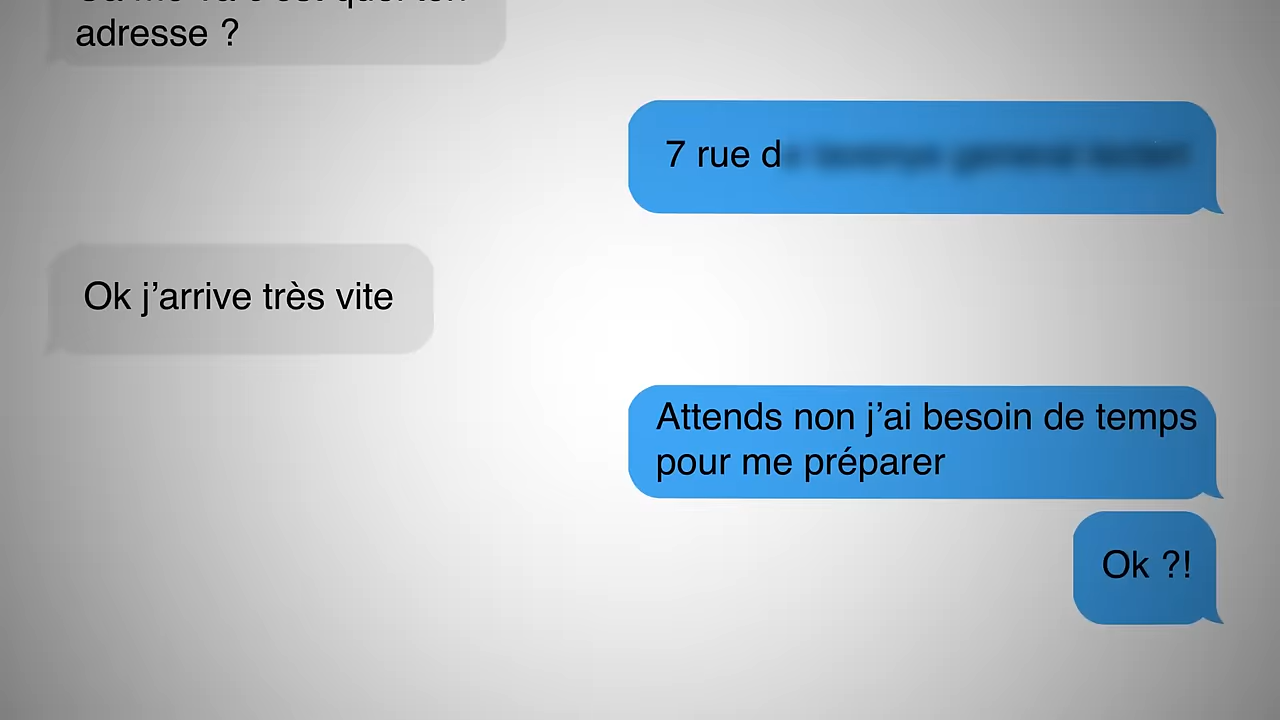 adresse ?
7 rue d
Ok j’arrive très vite
Attends non j’ai besoin de temps
pour me préparer
Ok ?!